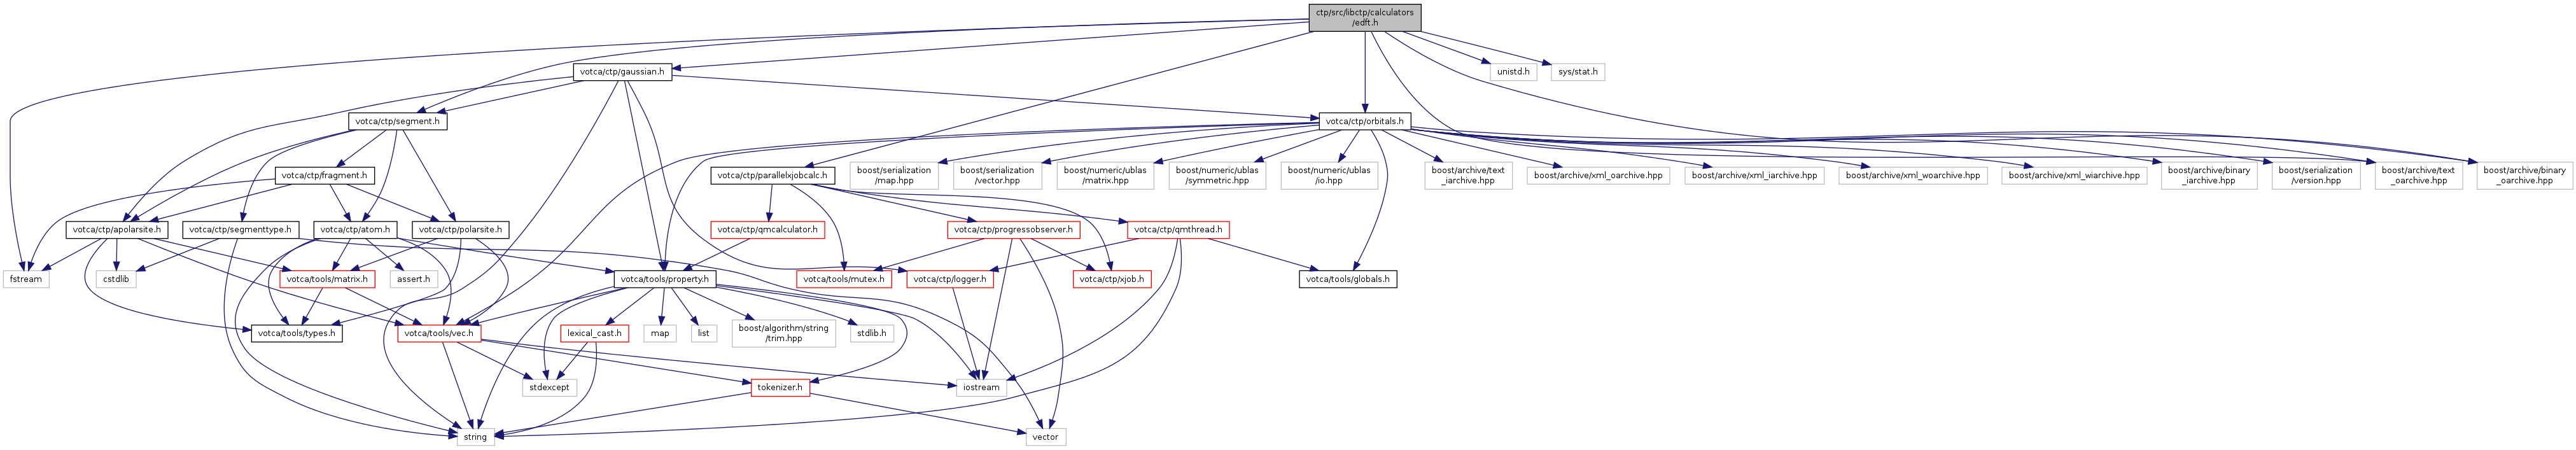 ctp/src/libctp/calculators
/edft.h
votca/ctp/gaussian.h
unistd.h
sys/stat.h
votca/ctp/segment.h
votca/ctp/orbitals.h
votca/ctp/fragment.h
votca/ctp/parallelxjobcalc.h
boost/serialization
/map.hpp
boost/serialization
/vector.hpp
boost/numeric/ublas
/matrix.hpp
boost/numeric/ublas
/symmetric.hpp
boost/numeric/ublas
/io.hpp
boost/archive/text
_iarchive.hpp
boost/archive/xml_oarchive.hpp
boost/archive/xml_iarchive.hpp
boost/archive/xml_woarchive.hpp
boost/archive/xml_wiarchive.hpp
boost/archive/binary
_iarchive.hpp
boost/serialization
/version.hpp
boost/archive/text
_oarchive.hpp
boost/archive/binary
_oarchive.hpp
votca/ctp/apolarsite.h
votca/ctp/segmenttype.h
votca/ctp/atom.h
votca/ctp/polarsite.h
votca/ctp/qmcalculator.h
votca/ctp/progressobserver.h
votca/ctp/qmthread.h
fstream
cstdlib
votca/tools/matrix.h
assert.h
votca/tools/property.h
votca/tools/mutex.h
votca/ctp/logger.h
votca/ctp/xjob.h
votca/tools/globals.h
votca/tools/types.h
votca/tools/vec.h
lexical_cast.h
map
list
boost/algorithm/string
/trim.hpp
stdlib.h
stdexcept
tokenizer.h
iostream
string
vector